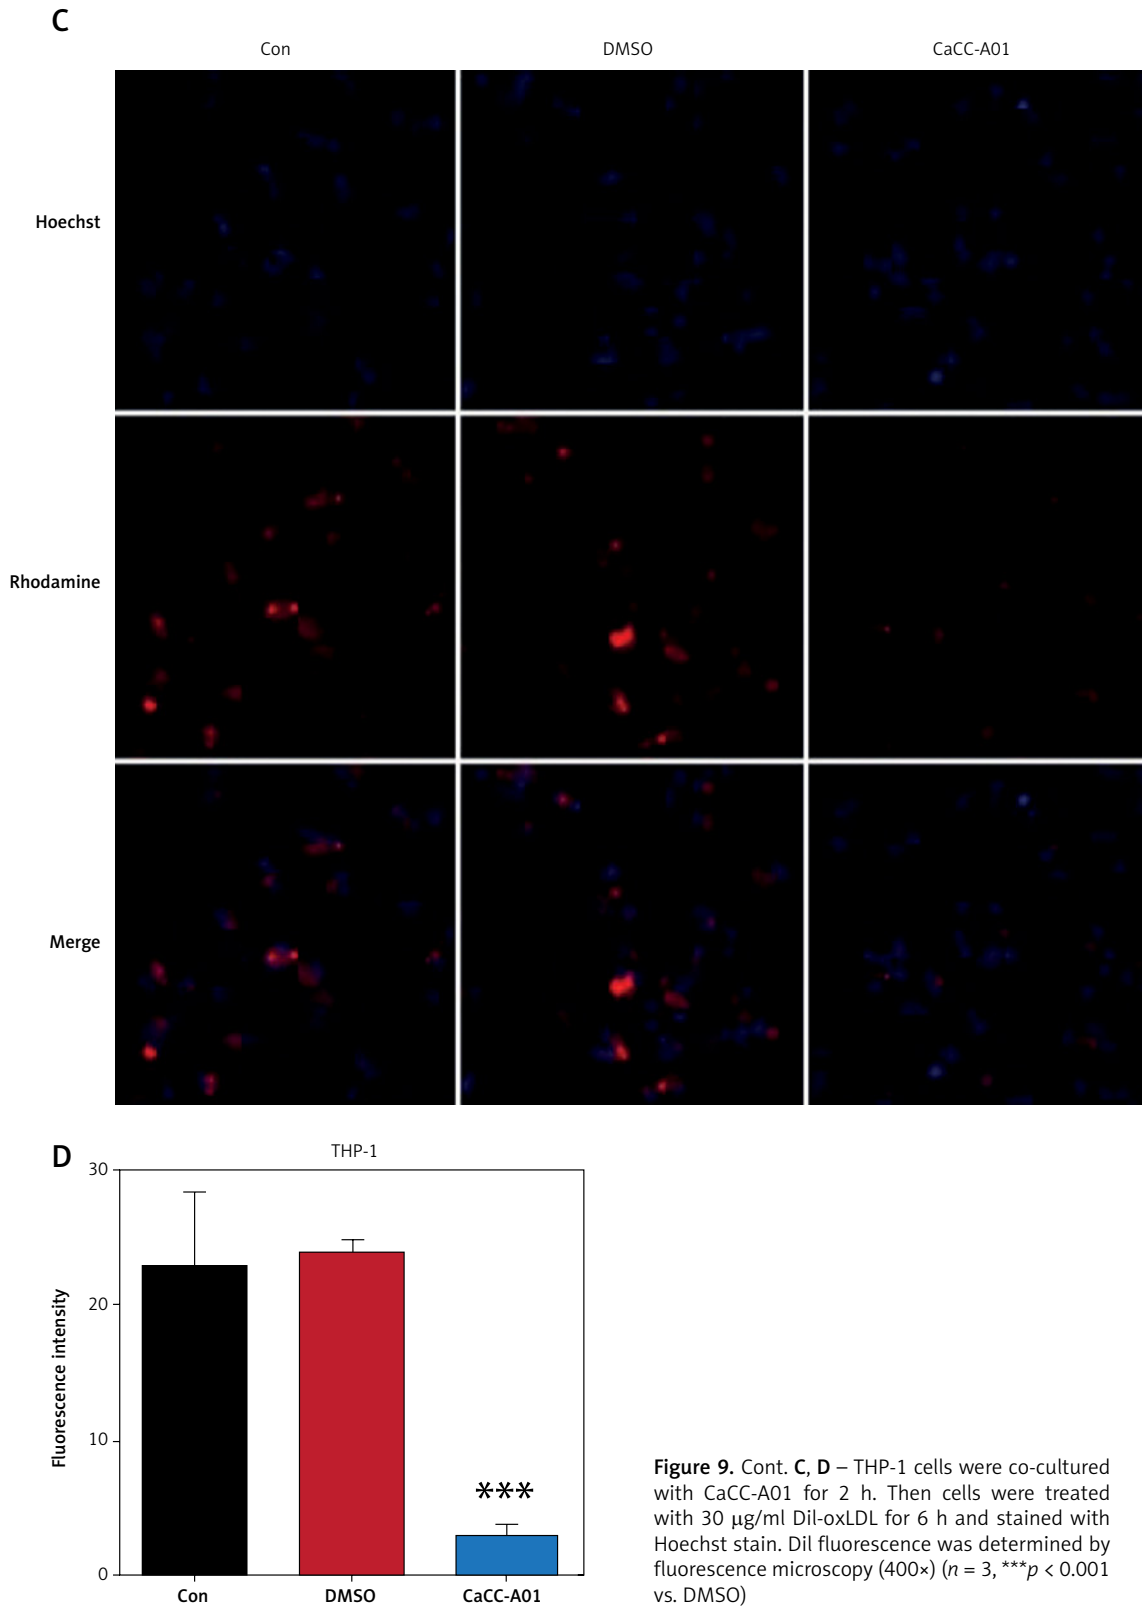 C
Con DMSO CaCC-A01
Hoechst
Rhodamine
Merge
D
THP-1
30
20
10
0
Fluorescence intensity
***
Con DMSO CaCC-A01
Figure 9. Cont. C, D – THP-1 cells were co-cultured
with CaCC-A01 for 2 h. Then cells were treated
with 30 μg/ml Dil-oxLDL for 6 h and stained with
Hoechst stain. Dil fluorescence was determined by
fluorescence microscopy (400×) (n = 3, ***p < 0.001
vs. DMSO)